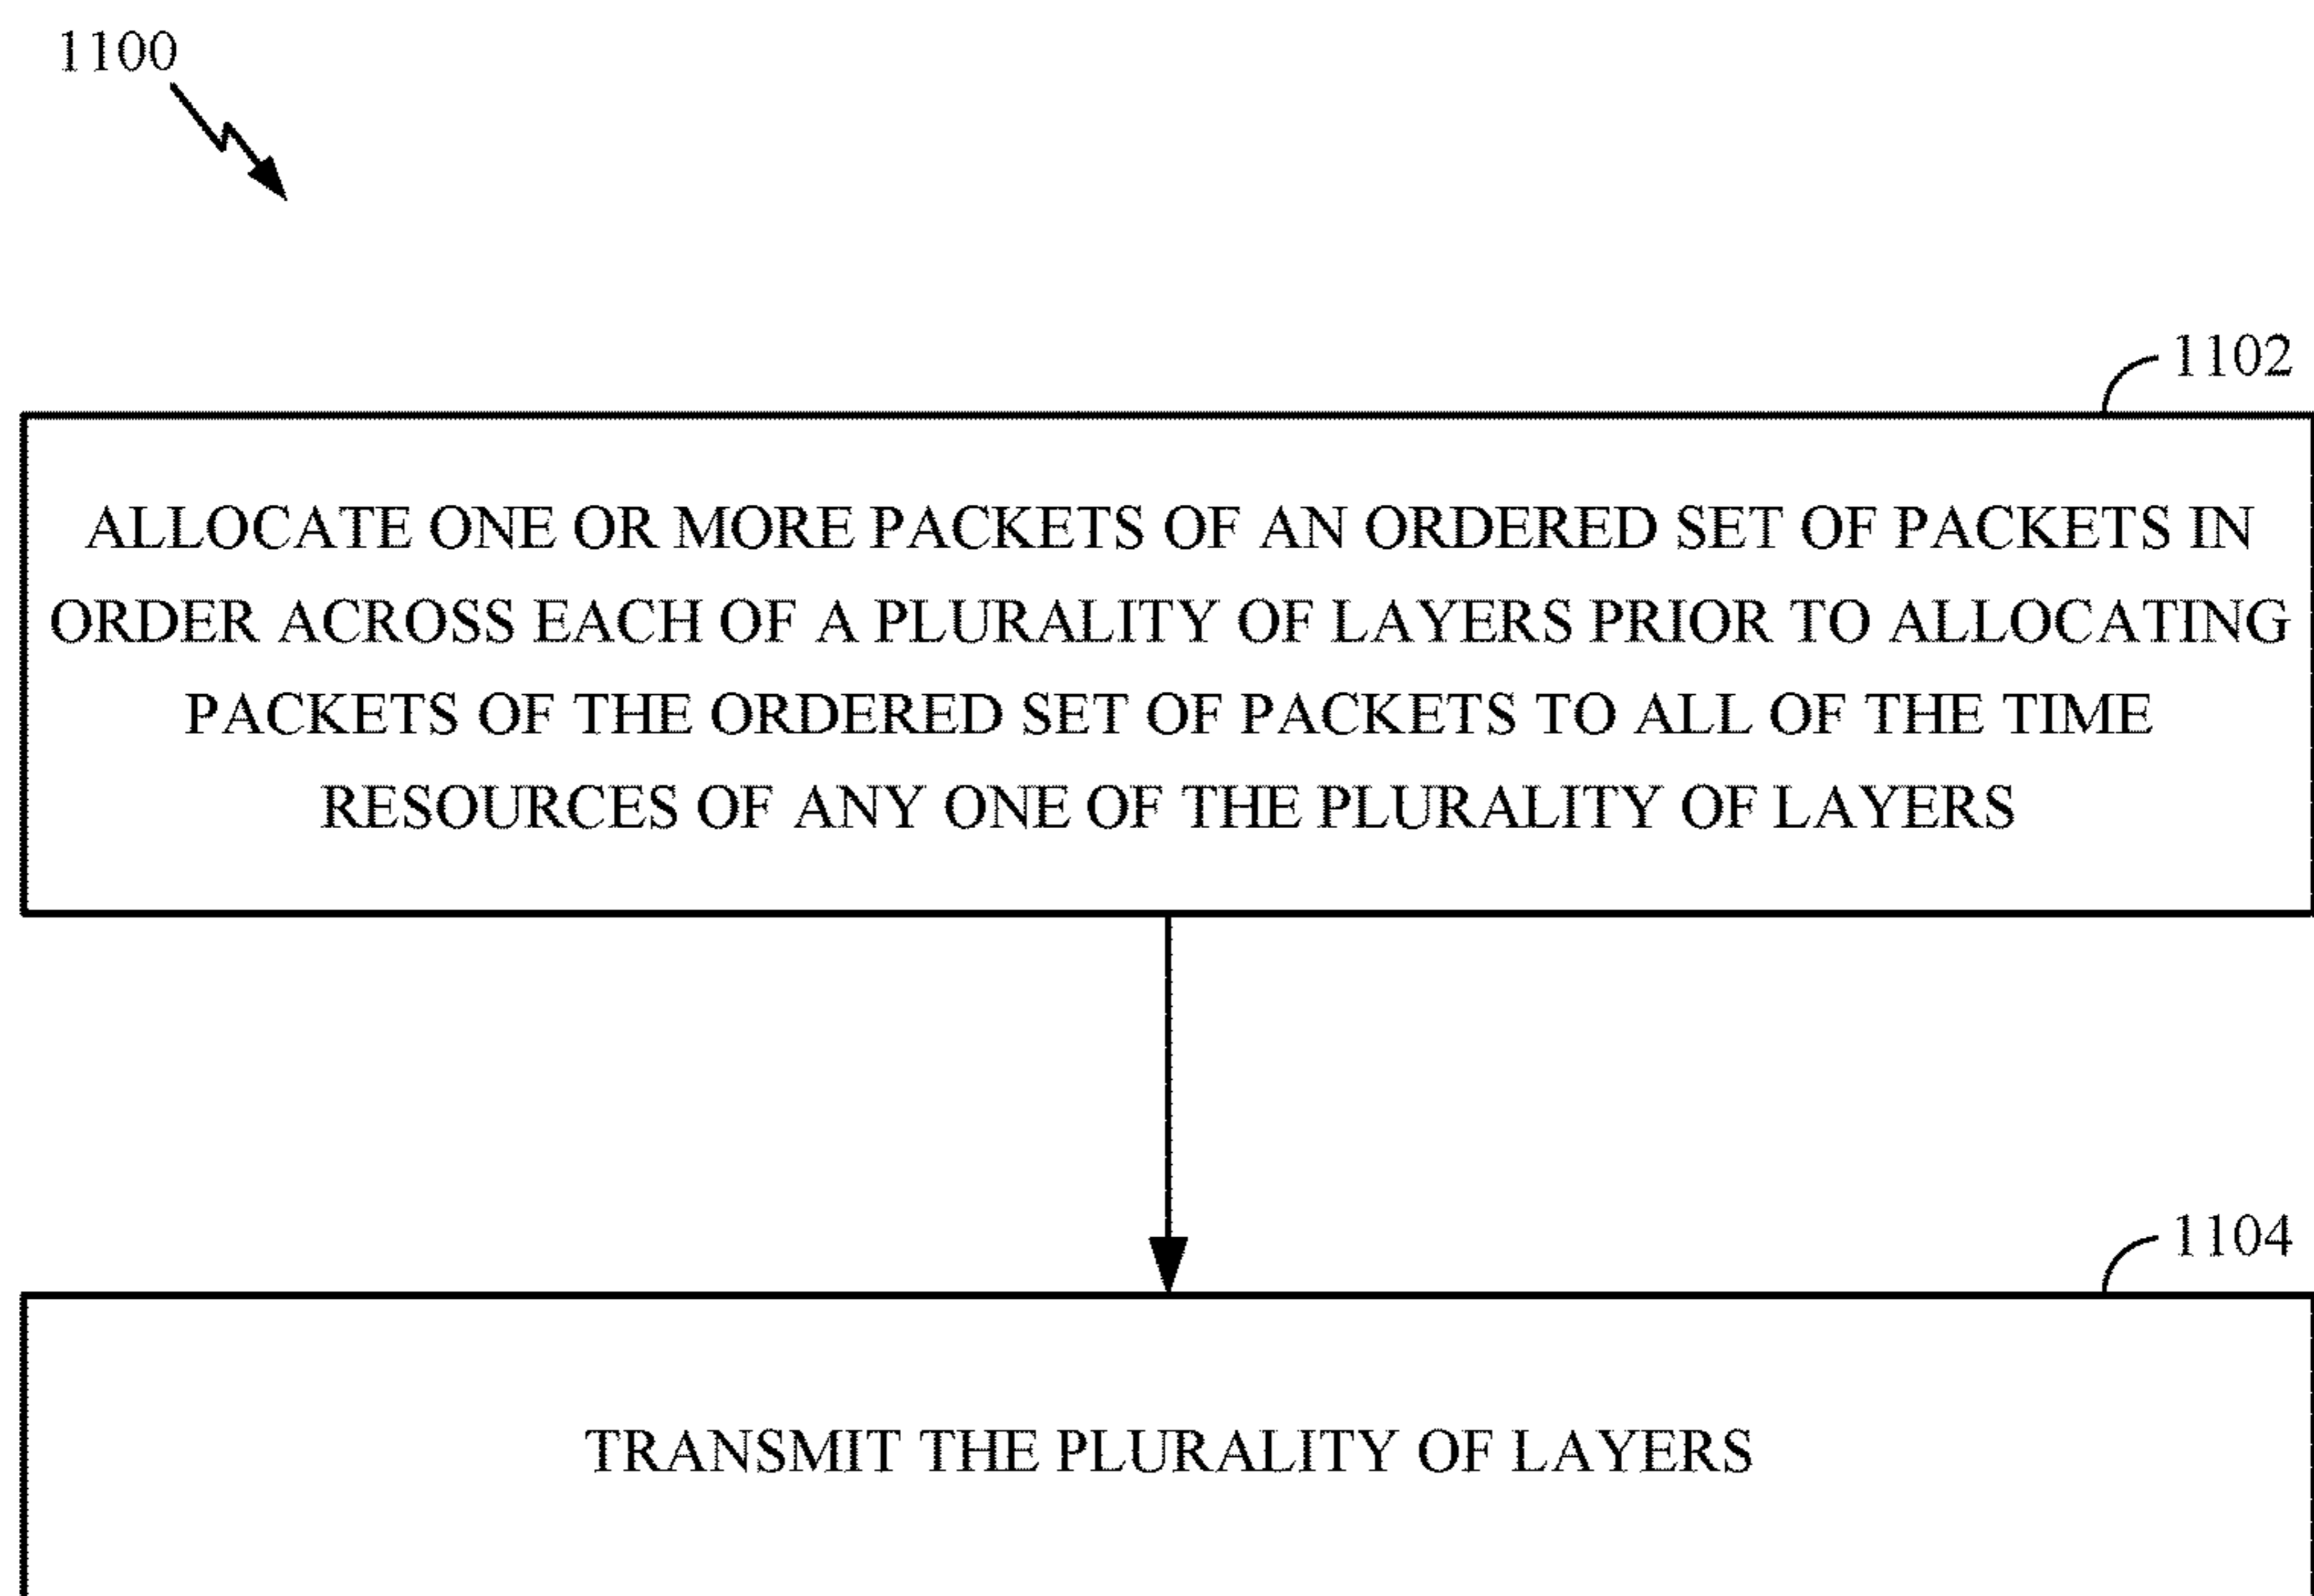 1100
1102
ALLOCATE ONE OR MORE PACKETS OF AN ORDERED SET OF PACKETS IN
ORDER ACROSS EACH OF A PLURALITY OF LAYERS PRIOR TO ALLOCATING
PACKETS OF THE ORDERED SET OF PACKETS TO ALL OF THE TIME
RESOURCES OF ANY ONE OF THE PLURALITY OF LAYERS
1104
TRANSMIT THE PLURALITY OF LAYERS